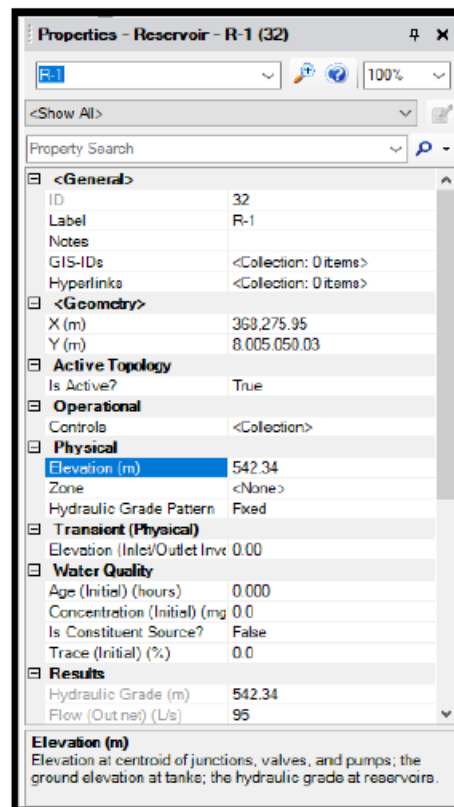 Properties - Reservoir - R-1 (32)
R-1
100%
<Show All>
Property Search
<General>
ID 32
Label R-1
Notes
GIS-IDs <Collection: 0 items>
Hyperlinks <Collection: 0 items>
<Geometry>
X (m) 368,275.95
Y (m) 8,005,050.03
Active Topology
Is Active? True
Operational
Controls <Collection>
Physical
Elevation (m) 542.34
Zone <None>
Hydraulic Grade Pattern Fixed
Transient (Physical)
Elevation (Inlet/Outlet Inve 0.00
Water Quality
Age (Initial) (hours) 0.000
Concentration (Initial) (mg 0.0
Is Constituent Source? False
Trace (Initial) (%) 0.0
Results
Hydraulic Grade (m) 542.34
Flow (Out net) (L/s) 95
Elevation (m)
Elevation at centroid of junctions, valves, and pumps; the
ground elevation at tanks; the hydraulic grade at reservoirs.